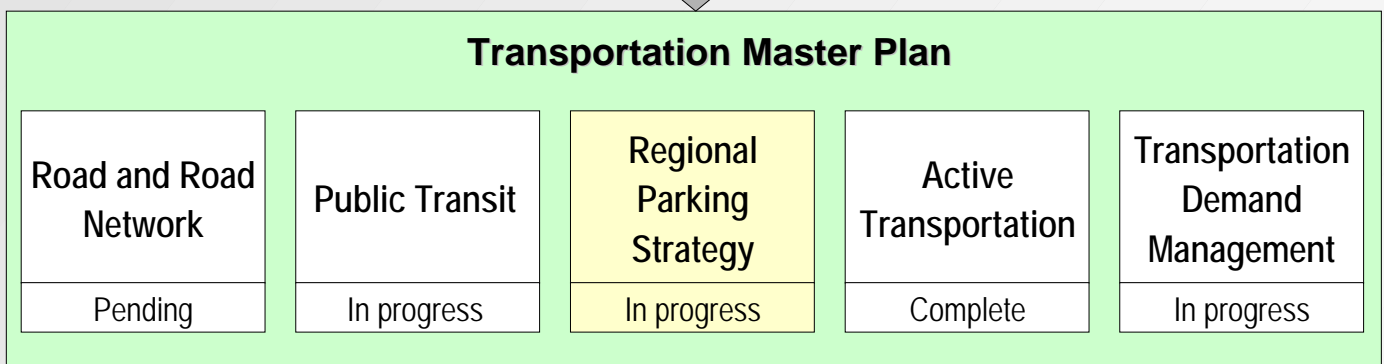 Transportation Master Plan
Road and Road
Network
Pending
Public Transit
In progress
Regional
Parking
Strategy
In progress
Active
Transportation
Complete
Transportation
Demand
Management
In progress